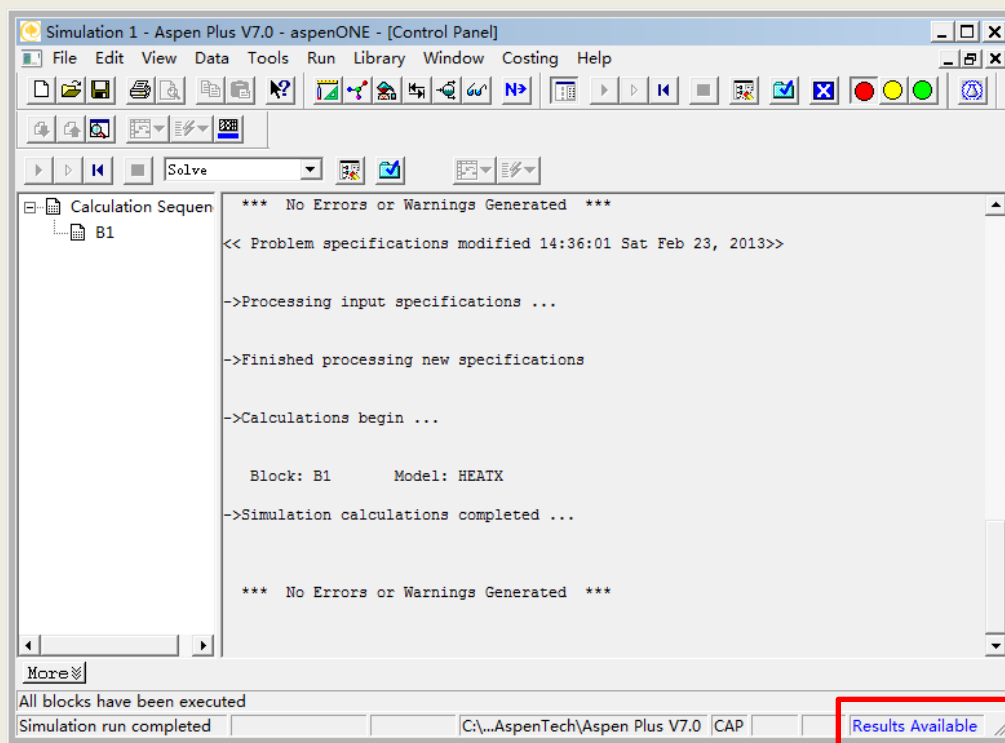 Simulation 1 - Aspen Plus V7.0 - aspenONE - [Control Panel]
File Edit View Data Tools Run Library Window Costing Help
N
Solve
Calculation Sequen
B1
*** No Errors or Warnings Generated ***
<< Problem specifications modified 14:36:01 Sat Feb 23, 2013>>
->Processing input specifications ...
->Finished processing new specifications
->Calculations begin ...
Block: B1 Model: HEATX
->Simulation calculations completed ...
*** No Errors or Warnings Generated ***
More
All blocks have been executed
Simulation run completed C:\...AspenTech\Aspen Plus V7.0 CAP Results Available